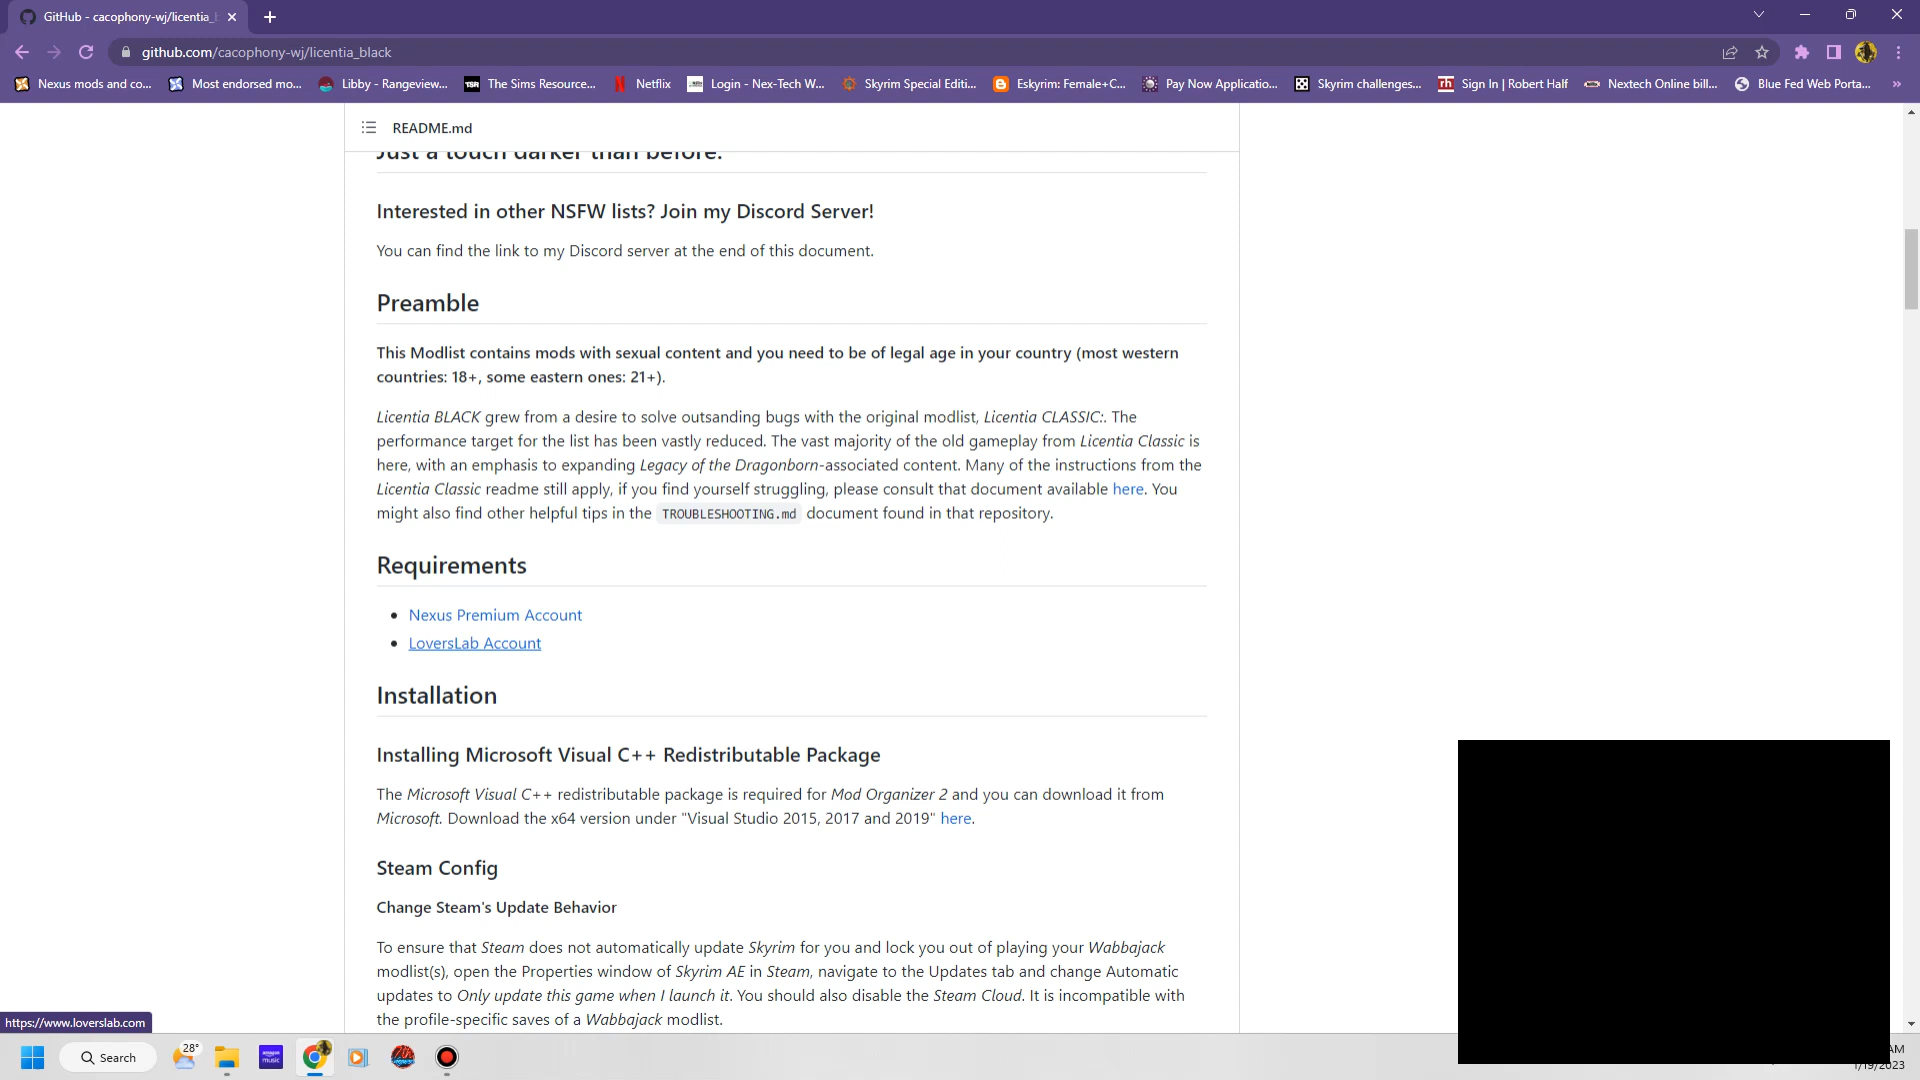 GitHub - cacophony-wj/licentia_b
github.com/cacophony-wj/licentia_black
Nexus mods and co...
Most endorsed mo...
Libby - Rangeview...
TSR
The Sims Resource...
Netflix
Login - Nex-Tech W...
Skyrim Special Editi...
Eskyrim: Female+C...
Pay Now Applicatio...
Skyrim challenges...
rh
Sign In | Robert Half
Nextech Online bill...
Blue Fed Web Porta...
»
README.md
Just a touch darker than before.
Interested in other NSFW lists? Join my Discord Server!
You can find the link to my Discord server at the end of this document.
Preamble
This Modlist contains mods with sexual content and you need to be of legal age in your country (most western
countries: 18+, some eastern ones: 21+).
Licentia BLACK grew from a desire to solve outsanding bugs with the original modlist, Licentia CLASSIC:. The
performance target for the list has been vastly reduced. The vast majority of the old gameplay from Licentia Classic is
here, with an emphasis to expanding Legacy of the Dragonborn-associated content. Many of the instructions from the
Licentia Classic readme still apply, if you find yourself struggling, please consult that document available here. You
might also find other helpful tips in the TROUBLESHOOTING.md document found in that repository.
Requirements
• Nexus Premium Account
• LoversLab Account
Installation
Installing Microsoft Visual C++ Redistributable Package
The Microsoft Visual C++ redistributable package is required for Mod Organizer 2 and you can download it from
Microsoft. Download the x64 version under "Visual Studio 2015, 2017 and 2019" here.
Steam Config
Change Steam's Update Behavior
To ensure that Steam does not automatically update Skyrim for you and lock you out of playing your Wabbajack
modlist(s), open the Properties window of Skyrim AE in Steam, navigate to the Updates tab and change Automatic
updates to Only update this game when I launch it. You should also disable the Steam Cloud. It is incompatible with
the profile-specific saves of a Wabbajack modlist.
https://www.loverslab.com
Search
28°
amazon
music
AM
1/19/2023